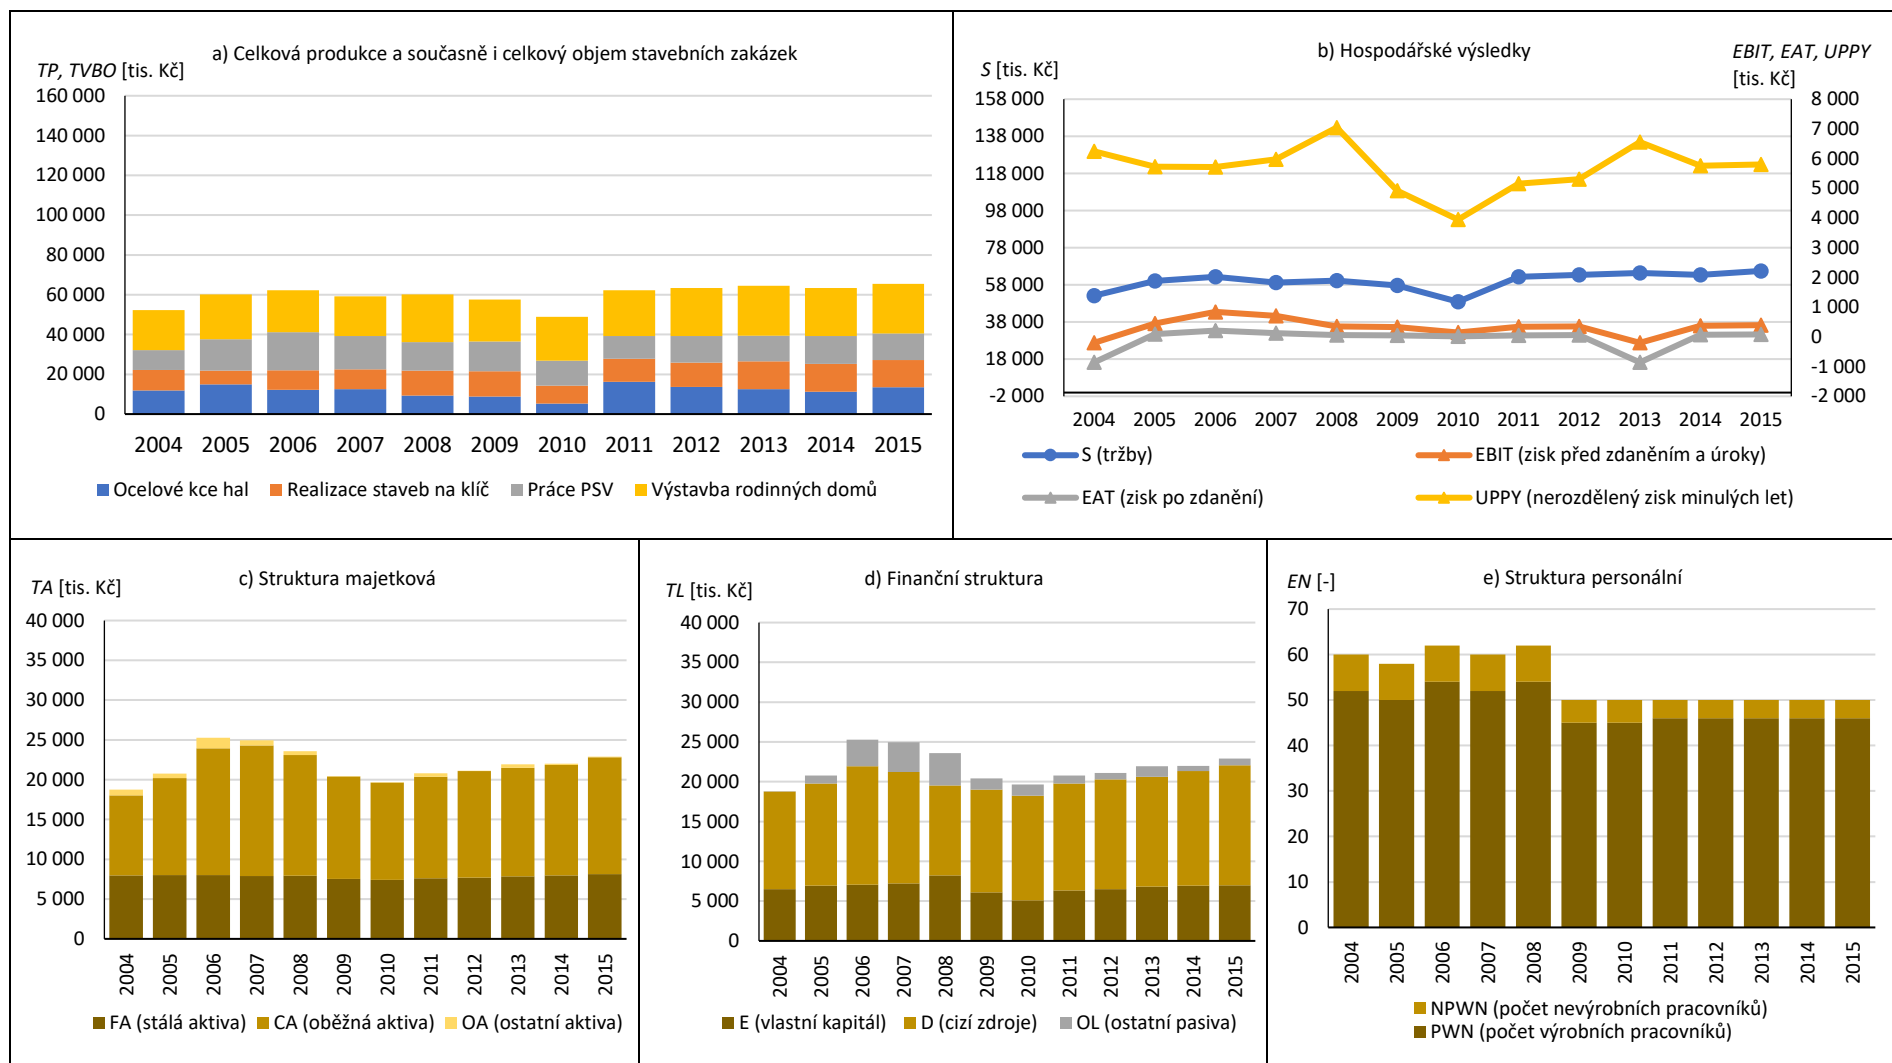 a) Celková produkce a současně i celkový objem stavebních zakázek
TP, TVBO [tis. Kč]
160 000
140 000
120 000
100 000
80 000
60 000
40 000
20 000
0
2004 2005 2006 2007 2008 2009 2010 2011 2012 2013 2014 2015
Ocelové kce hal Realizace staveb na klíč Práce PSV Výstavba rodinných domů
b) Hospodářské výsledky
S [tis. Kč]
EBIT, EAT, UPPY
[tis. Kč]
158 000
138 000
118 000
98 000
78 000
58 000
38 000
18 000
-2 000
8 000
7 000
6 000
5 000
4 000
3 000
2 000
1 000
0
-1 000
-2 000
2004 2005 2006 2007 2008 2009 2010 2011 2012 2013 2014 2015
S (tržby) EBIT (zisk před zdaněním a úroky)
EAT (zisk po zdanění) UPPY (nerozdělený zisk minulých let)
c) Struktura majetková
TA [tis. Kč]
40 000
35 000
30 000
25 000
20 000
15 000
10 000
5 000
0
2004 2005 2006 2007 2008 2009 2010 2011 2012 2013 2014 2015
FA (stálá aktiva) CA (oběžná aktiva) OA (ostatní aktiva)
d) Finanční struktura
TL [tis. Kč]
40 000
35 000
30 000
25 000
20 000
15 000
10 000
5 000
0
2004 2005 2006 2007 2008 2009 2010 2011 2012 2013 2014 2015
E (vlastní kapitál) D (cizí zdroje) OL (ostatní pasiva)
e) Struktura personální
EN [-]
70
60
50
40
30
20
10
0
2004 2005 2006 2007 2008 2009 2010 2011 2012 2013 2014 2015
NPWN (počet nevýrobních pracovníků)
PWN (počet výrobních pracovníků)